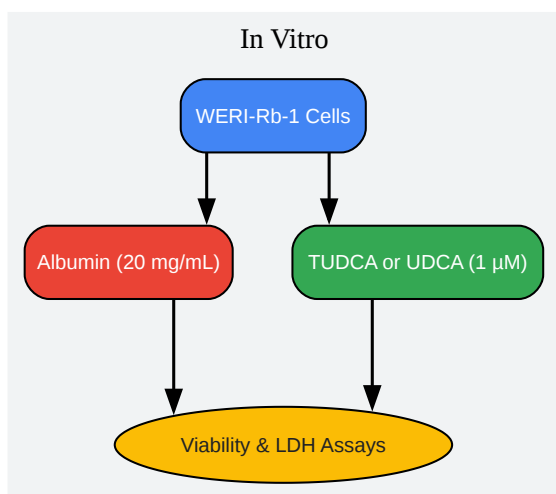 In Vitro
WERI-Rb-1 Cells
Albumin (20 mg/mL)
TUDCA or UDCA (1 µM)
Viability & LDH Assays